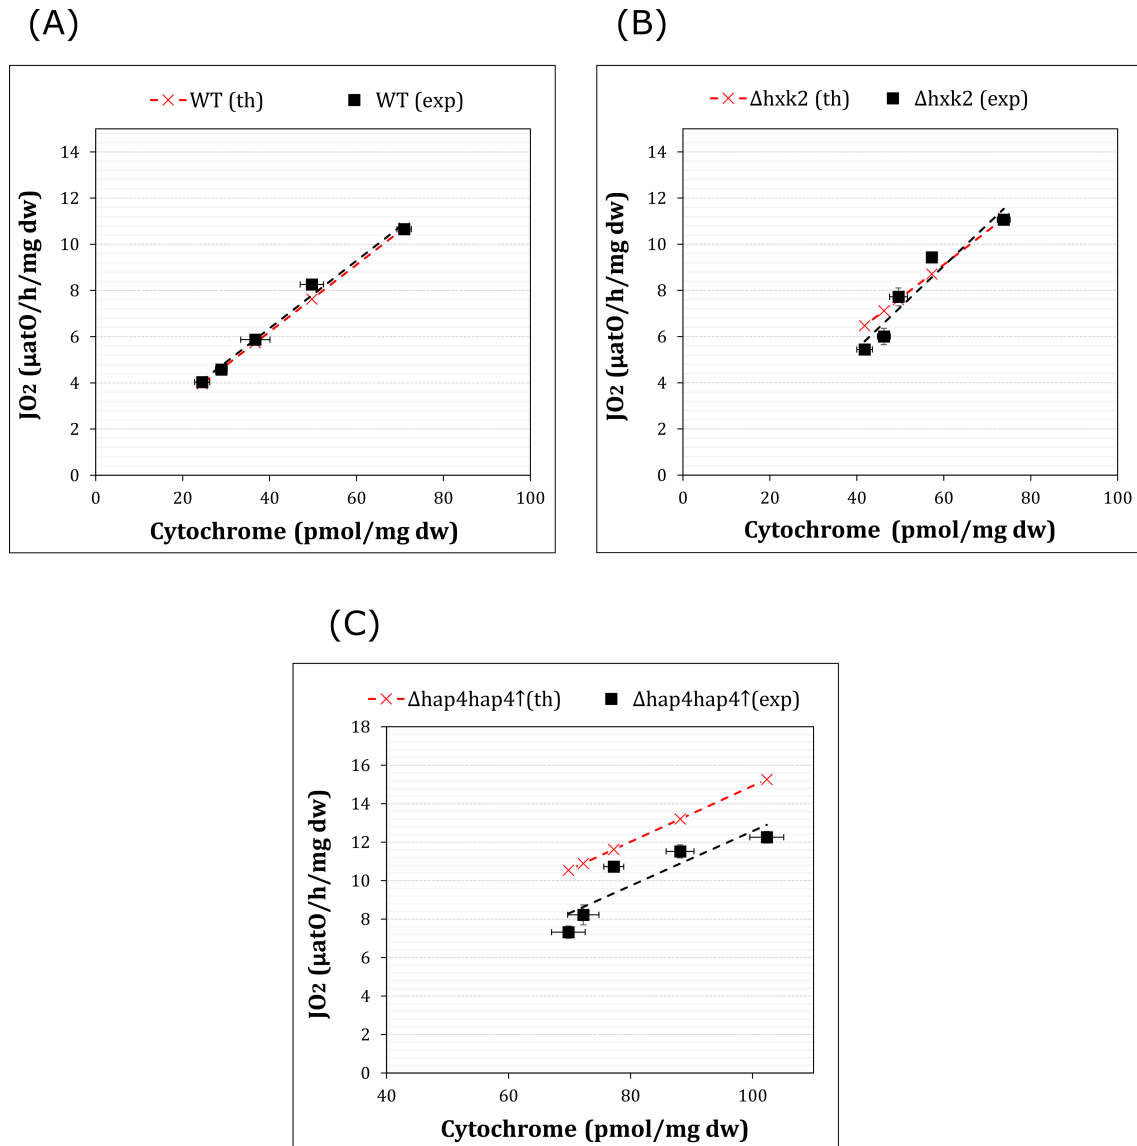 (A)
WT (th) WT (exp)
14
12
10
8
6
4
2
0
JO2 (µatO/h/mg dw)
0 20 40 60 80 100
Cytochrome (pmol/mg dw)
(B)
Δhxk2 (th) Δhxk2 (exp)
14
12
10
8
6
4
2
0
JO2 (µatO/h/mg dw)
0 20 40 60 80 100
Cytochrome (pmol/mg dw)
(C)
Δhap4hap4↑(th) Δhap4hap4↑(exp)
18
16
14
12
10
8
6
4
2
0
JO2 (µatO/h/mg dw)
40 60 80 100
Cytochrome (pmol/mg dw)